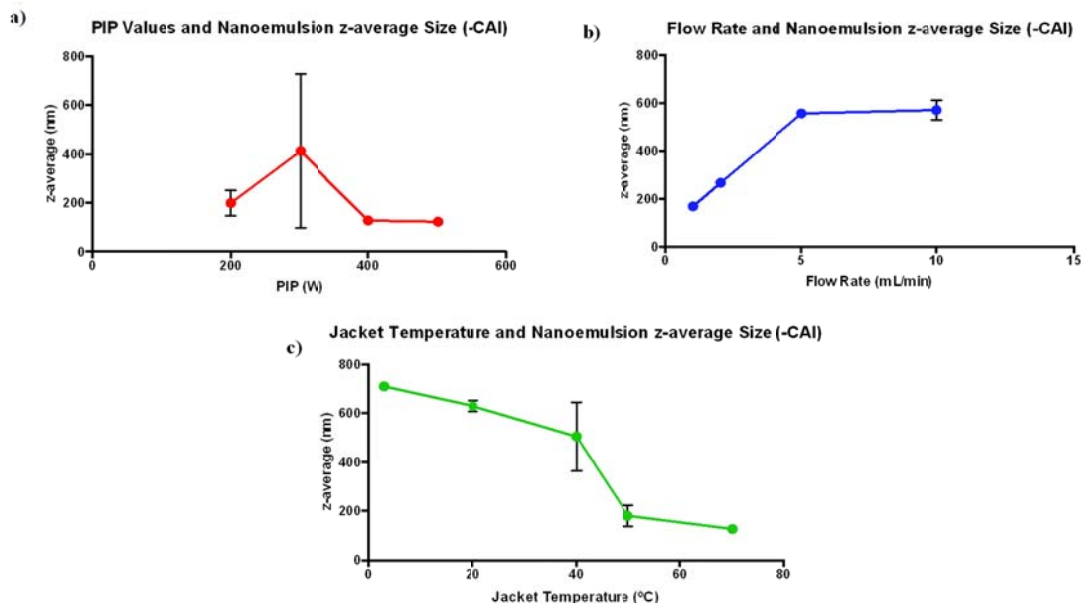 a)
PIP Values and Nanoemulsion z-average Size (-CAI)
800
600
400
200
0
z-average (nm)
0
200
400
600
PIP (W)
b)
Flow Rate and Nanoemulsion z-average Size (-CAI)
800
600
400
200
0
z-average (nm)
0
5
10
15
Flow Rate (mL/min)
c)
Jacket Temperature and Nanoemulsion z-average Size (-CAI)
800
600
400
200
0
z-average (nm)
0
20
40
60
80
Jacket Temperature (ºC)